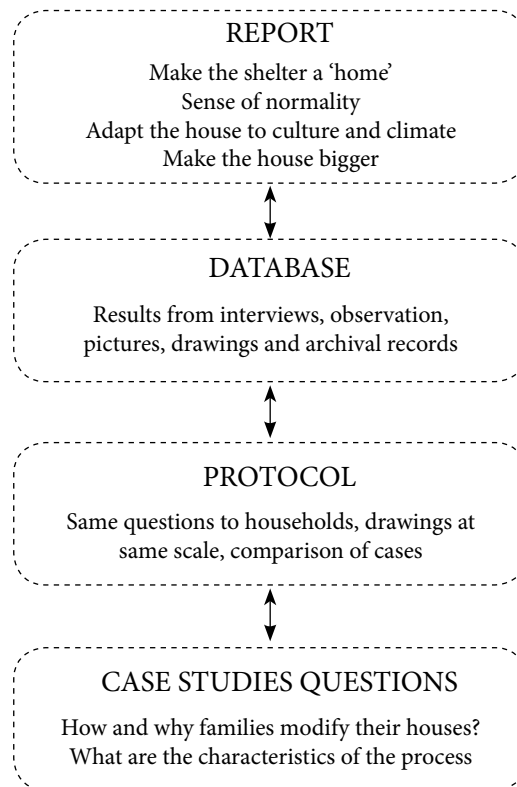 REPORT
Make the shelter a ‘home’
Sense of normality
Adapt the house to culture and climate
Make the house bigger
DATABASE
Results from interviews, observation,
pictures, drawings and archival records
PROTOCOL
Same questions to households, drawings at
same scale, comparison of cases
CASE STUDIES QUESTIONS
How and why families modify their houses?
What are the characteristics of the process